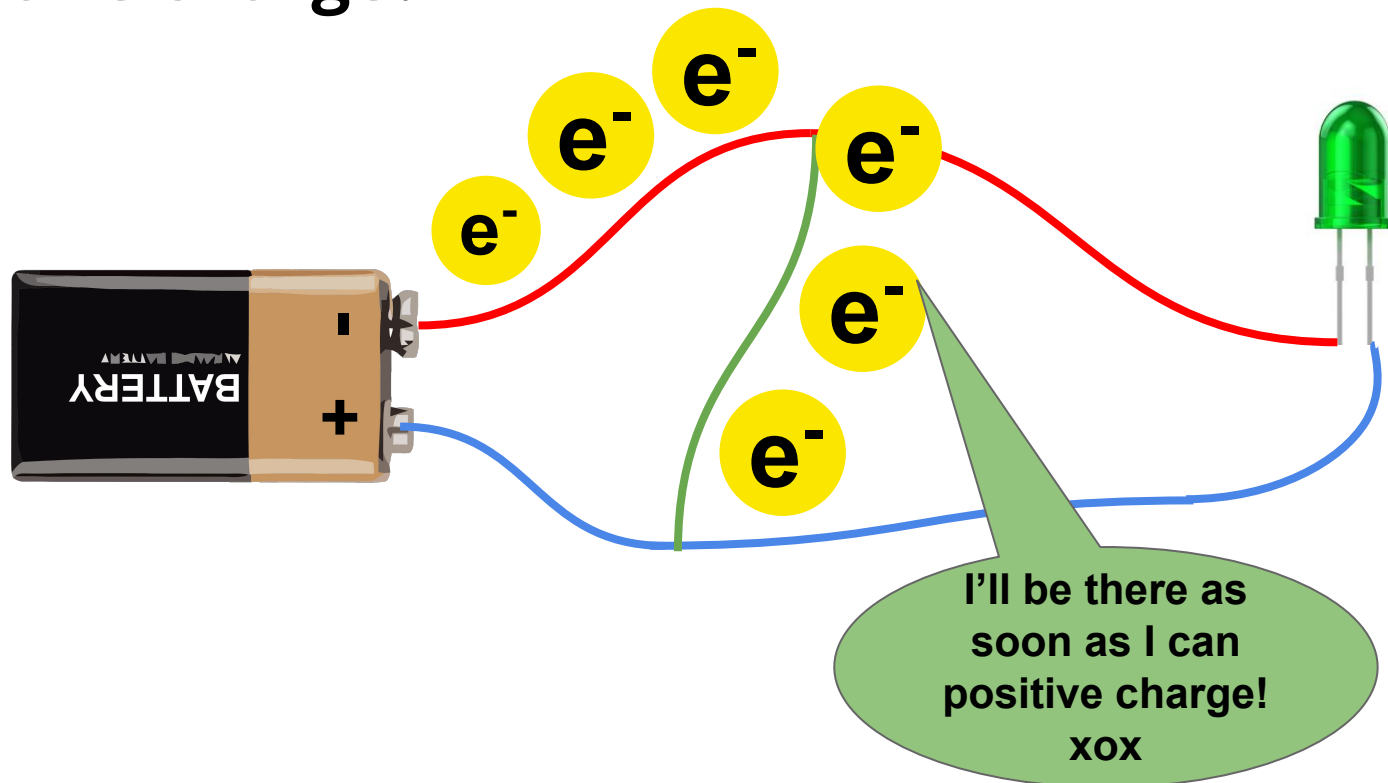 e-
e-
e-
e-
e-
e-
-
+
BATTERY
I'll be there as
soon as I can
positive charge!
xox